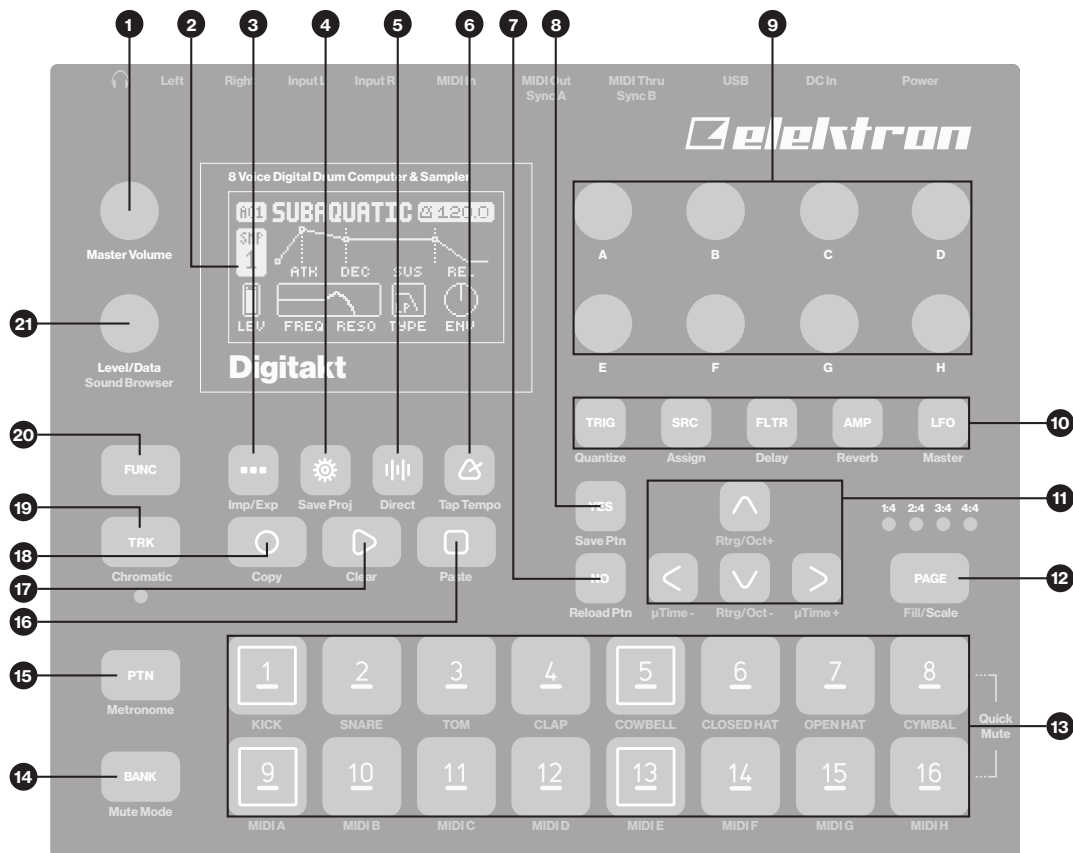 1 2 3 4 5 6 7 8 9
Left Right Input L Input R MIDI In MIDI Out MIDI Thru USB DC In Power
Sync A Sync B
elektron
8 Voice Digital Drum Computer & Sampler
A01 SUBAQUATIC 120.0
SMP
1
ATK DEC SUS REL
LEV FREQ RESO TYPE ENV
LP
Digitakt
Master Volume
A B C D
21
Level/Data
Sound Browser
E F G H
20
FUNC
TRIG SRC FLTR AMP LFO
10
Quantize Assign Delay Reverb Master
Imp/Exp Save Proj Direct Tap Tempo
YES
Save Ptn
Rtrg/Oct+
11
1:4 2:4 3:4 4:4
19
TRK
Chromatic
18
Copy Clear Paste
17
16
NO
Reload Ptn
µTime - Rtrg/Oct - µTime +
PAGE
12
Fill/Scale
15
PTN
Metronome
1 2 3 4 5 6 7 8
KICK SNARE TOM CLAP COWBELL CLOSED HAT OPEN HAT CYMBAL
Quick
Mute
13
14
BANK
Mute Mode
9 10 11 12 13 14 15 16
MIDI A MIDI B MIDI C MIDI D MIDI E MIDI F MIDI G MIDI H